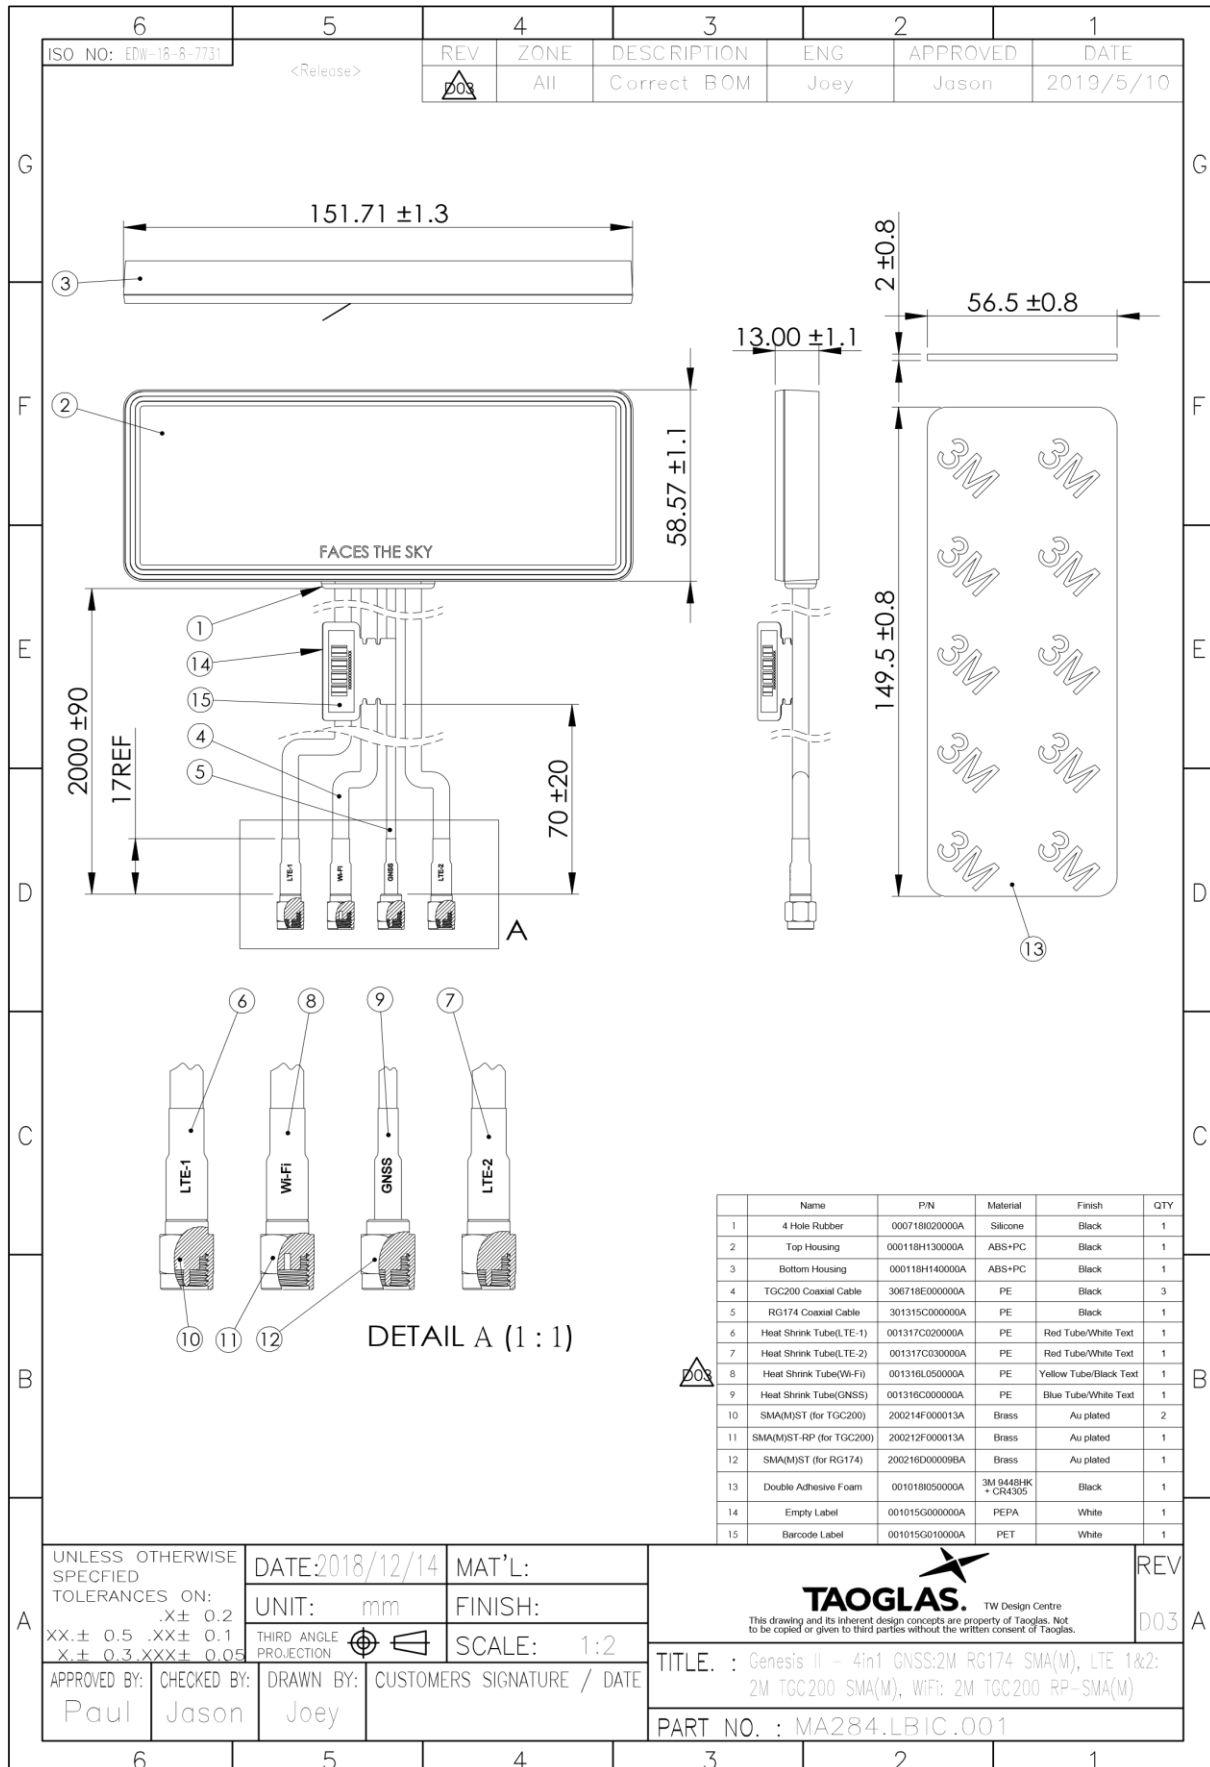 6 5 4 3 2 1
ISO NO: EDW-18-8-7731
<Release>
REV ZONE DESCRIPTION ENG APPROVED DATE
D03 All Correct BOM Joey Jason 2019/5/10
G G
F F
E E
D D
C C
B B
A A
151.71 ±1.3
3
2 ±0.8
56.5 ±0.8
13.00 ±1.1
2
58.57 ±1.1
FACES THE SKY
3M 3M
3M 3M
3M 3M
3M 3M
3M 3M
149.5 ±0.8
1
14
15
4
5
2000 ±90
17REF
70 ±20
LTE-1 Wi-Fi GNSS LTE-2
A
13
6 8 9 7
LTE-1 Wi-Fi GNSS LTE-2
10 11 12
DETAIL A (1 : 1)
D03
Name P/N Material Finish QTY
1 4 Hole Rubber 000718I020000A Silicone Black 1
2 Top Housing 000118H130000A ABS+PC Black 1
3 Bottom Housing 000118H140000A ABS+PC Black 1
4 TGC200 Coaxial Cable 306718E000000A PE Black 3
5 RG174 Coaxial Cable 301315C000000A PE Black 1
6 Heat Shrink Tube(LTE-1) 001317C020000A PE Red Tube/White Text 1
7 Heat Shrink Tube(LTE-2) 001317C030000A PE Red Tube/White Text 1
8 Heat Shrink Tube(Wi-Fi) 001316L050000A PE Yellow Tube/Black Text 1
9 Heat Shrink Tube(GNSS) 001316C000000A PE Blue Tube/White Text 1
10 SMA(M)ST (for TGC200) 200214F000013A Brass Au plated 2
11 SMA(M)ST-RP (for TGC200) 200212F000013A Brass Au plated 1
12 SMA(M)ST (for RG174) 200216D00009BA Brass Au plated 1
13 Double Adhesive Foam 001018I050000A 3M 9448HK + CR4305 Black 1
14 Empty Label 001015G000000A PEPA White 1
15 Barcode Label 001015G010000A PET White 1
UNLESS OTHERWISE
SPECFIED
TOLERANCES ON:
.X± 0.2
XX.± 0.5 .XX± 0.1
X.± 0.3 .XXX± 0.05
DATE: 2018/12/14 MAT'L:
UNIT: mm FINISH:
THIRD ANGLE
PROJECTION
SCALE: 1:2
APPROVED BY: CHECKED BY: DRAWN BY: CUSTOMERS SIGNATURE / DATE
Paul Jason Joey
TAOGLAS. TW Design Centre
This drawing and its inherent design concepts are property of Taoglas. Not
to be copied or given to third parties without the written consent of Taoglas.
REV
D03
TITLE. : Genesis II - 4in1 GNSS:2M RG174 SMA(M), LTE 1&2:
2M TGC200 SMA(M), WiFi: 2M TGC200 RP-SMA(M)
PART NO. : MA284.LBIC.001
6 5 4 3 2 1